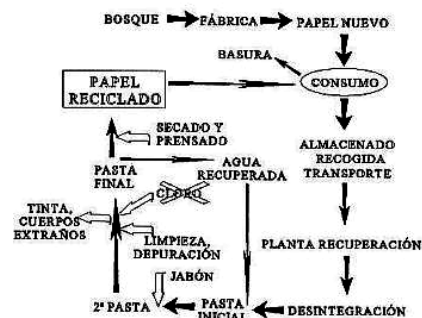 BOSQUE FÁBRICA PAPEL NUEVO
BASURA
PAPEL
RECICLADO
CONSUMO
SECADO Y
PRENSADO
ALMACENADO
RECOGIDA
TRANSPORTE
PASTA
FINAL
AGUA
RECUPERADA
CLORO
TINTA,
CUERPOS
EXTRAÑOS
LIMPIEZA,
DEPURACIÓN
PLANTA RECUPERACIÓN
JABÓN
2ª PASTA
PASTA
INICIAL
DESINTEGRACIÓN